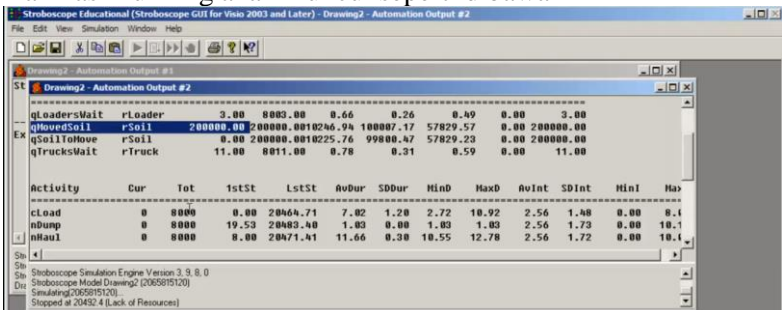 Stroboscope Educational (Stroboscope GUI for Visio 2003 and Later) - Drawing2 - Automation Output #2
File Edit View Simulation Window Help
Drawing2 - Automation Output #1
St
Drawing2 - Automation Output #2
Ex
qLoadersWait rLoader 3.00 8003.00 0.66 0.26 0.49 0.00 3.00
qMovedSoil rSoil 200000.00 200000.0010246.94 100007.17 57829.57 0.00 200000.00
qSoilToMove rSoil 0.00 200000.0010225.76 99800.47 57829.23 0.00 200000.00
qTrucksWait rTruck 11.00 8011.00 0.78 0.31 0.59 0.00 11.00
Activity Cur Tot 1stSt LstSt AvDur SDDur MinD MaxD AvInt SDInt MinI Max
cLoad 0 8000 0.00 20464.71 7.02 1.20 2.72 10.92 2.56 1.48 0.00
nDump 0 8000 19.53 20483.40 1.03 0.00 1.03 1.03 2.56 1.73 0.00 10.1
nHaul 0 8000 8.00 20471.41 11.66 0.30 10.55 12.78 2.56 1.72 0.00
Stroboscope Simulation Engine Version 3, 9, 8, 0
Stroboscope Model Drawing2 (2065815120)
Simulating(2065815120)...
Stopped at 20492.4 (Lack of Resources)